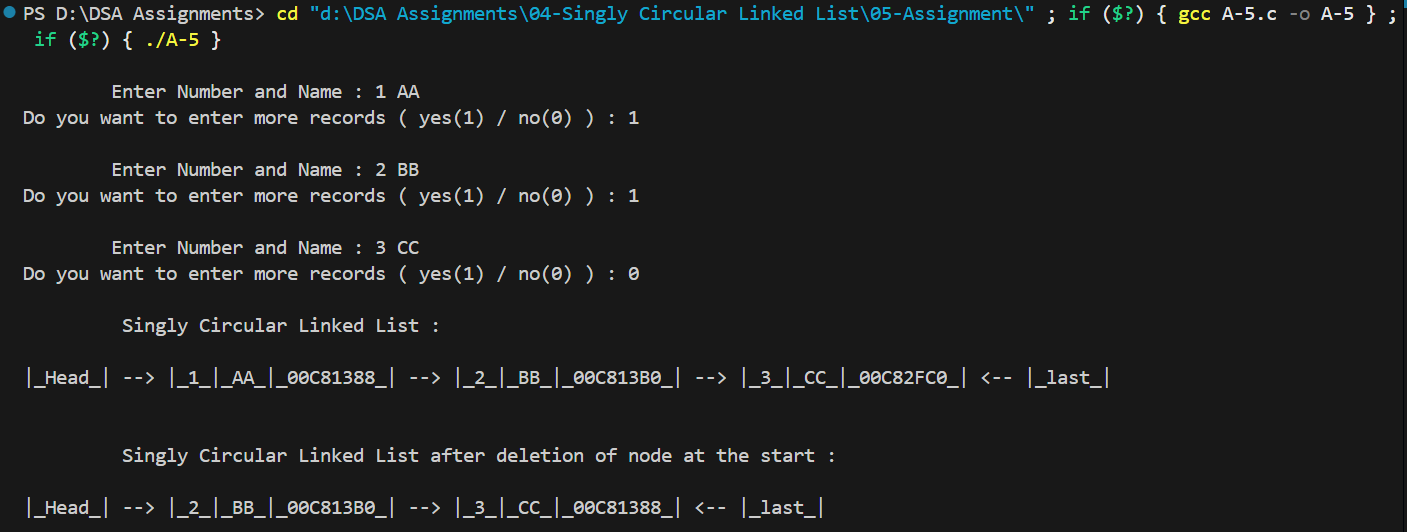 PS D:\DSA Assignments> cd "d:\DSA Assignments\04-Singly Circular Linked List\05-Assignment\" ; if ($?) { gcc A-5.c -o A-5 } ;
 if ($?) { ./A-5 }
        Enter Number and Name : 1 AA
Do you want to enter more records ( yes(1) / no(0) ) : 1
        Enter Number and Name : 2 BB
Do you want to enter more records ( yes(1) / no(0) ) : 1
        Enter Number and Name : 3 CC
Do you want to enter more records ( yes(1) / no(0) ) : 0
         Singly Circular Linked List :
|_Head_| --> |_1_|_AA_|_00C81388_| --> |_2_|_BB_|_00C813B0_| --> |_3_|_CC_|_00C82FC0_| <-- |_last_|
         Singly Circular Linked List after deletion of node at the start :
|_Head_| --> |_2_|_BB_|_00C813B0_| --> |_3_|_CC_|_00C81388_| <-- |_last_|